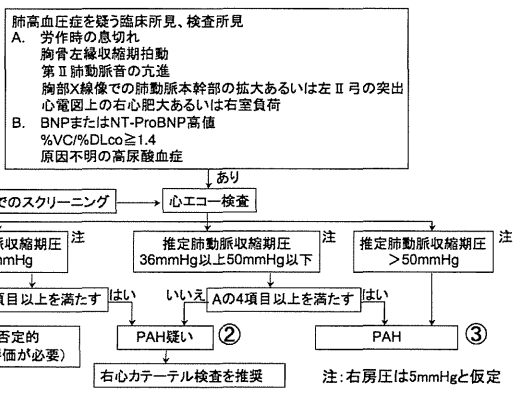 肺高血圧症を疑う臨床所見、検査所見
A. 労作時の息切れ
胸骨左縁収縮期拍動
第Ⅱ肺動脈音の亢進
胸部X線像での肺動脈本幹部の拡大あるいは左Ⅱ弓の突出
心電図上の右心肥大あるいは右室負荷
B. BNPまたはNT-ProBNP高値
%VC/%DLco≧1.4
原因不明の高尿酸血症
あり
でのスクリーニング
心エコー検査
脈収縮期圧 注
mHg
推定肺動脈収縮期圧 注
36mmHg以上50mmHg以下
推定肺動脈収縮期圧 注
>50mmHg
項目以上を満たす はい
いいえ Aの4項目以上を満たす はい
否定的
評価が必要)
PAH疑い ②
PAH ③
右心カテーテル検査を推奨
注:右房圧は5mmHgと仮定